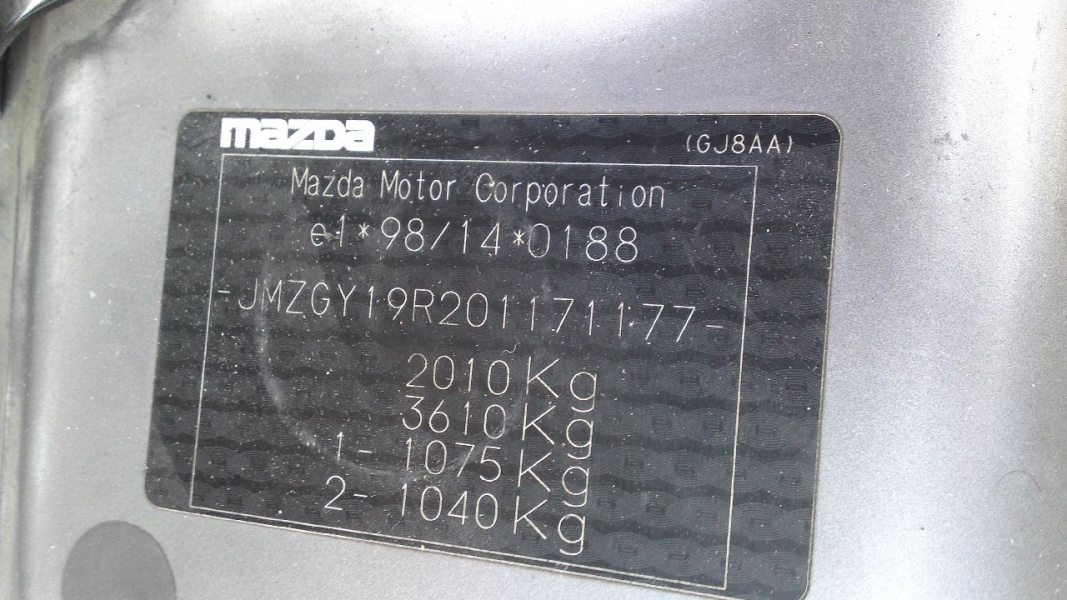 mazda
(GJ8AA)
Mazda Motor Corporation
e1*98/14*0188
-JMZGY19R201171177-
2010 Kg
3610 Kg
1- 1075 Kg
2- 1040 Kg